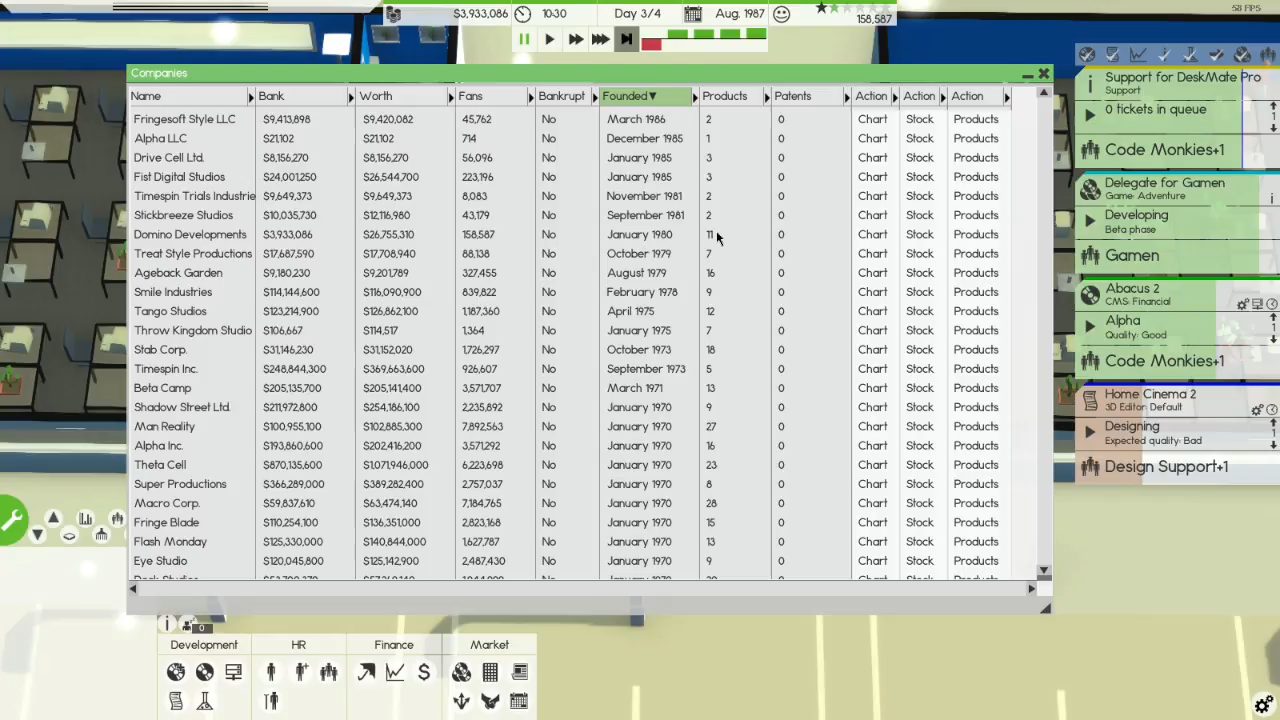 $3,933,086 10:30 Day 3/4 Aug. 1987 158,587
58 FPS
Companies
Name Bank Worth Fans Bankrupt Founded▼ Products Patents Action Action Action
Fringesoft Style LLC $9,413,898 $9,420,082 45,762 No March 1986 2 0 Chart Stock Products
Alpha LLC $21,102 $21,102 714 No December 1985 1 0 Chart Stock Products
Drive Cell Ltd. $8,156,270 $8,156,270 56,096 No January 1985 3 0 Chart Stock Products
Fist Digital Studios $24,001,250 $26,544,700 223,196 No January 1985 3 0 Chart Stock Products
Timespin Trials Industrie $9,649,373 $9,649,373 8,083 No November 1981 2 0 Chart Stock Products
Stickbreeze Studios $10,035,730 $12,116,980 43,179 No September 1981 2 0 Chart Stock Products
Domino Developments $3,933,086 $26,755,310 158,587 No January 1980 11 0 Chart Stock Products
Treat Style Productions $17,687,590 $17,708,940 88,138 No October 1979 7 0 Chart Stock Products
Ageback Garden $9,180,230 $9,201,789 327,455 No August 1979 16 0 Chart Stock Products
Smile Industries $114,144,600 $116,090,900 839,822 No February 1978 9 0 Chart Stock Products
Tango Studios $123,214,900 $126,862,100 1,187,360 No April 1975 12 0 Chart Stock Products
Throw Kingdom Studio $106,667 $114,517 1,364 No January 1975 7 0 Chart Stock Products
Stab Corp. $31,146,230 $31,152,020 1,726,297 No October 1973 18 0 Chart Stock Products
Timespin Inc. $248,844,300 $369,663,600 926,607 No September 1973 5 0 Chart Stock Products
Beta Camp $205,135,700 $205,141,400 3,571,707 No March 1971 13 0 Chart Stock Products
Shadow Street Ltd. $211,972,800 $254,186,100 2,235,892 No January 1970 9 0 Chart Stock Products
Man Reality $100,955,100 $102,885,300 7,892,563 No January 1970 27 0 Chart Stock Products
Alpha Inc. $193,860,600 $202,416,200 3,571,292 No January 1970 16 0 Chart Stock Products
Theta Cell $870,135,600 $1,071,946,000 6,223,698 No January 1970 23 0 Chart Stock Products
Super Productions $366,289,000 $389,282,400 2,757,037 No January 1970 8 0 Chart Stock Products
Macro Corp. $59,837,610 $63,474,140 7,184,765 No January 1970 28 0 Chart Stock Products
Fringe Blade $110,254,100 $136,351,000 2,823,168 No January 1970 15 0 Chart Stock Products
Flash Monday $125,330,000 $140,844,000 1,627,787 No January 1970 13 0 Chart Stock Products
Eye Studio $120,045,800 $125,142,900 2,487,430 No January 1970 9 0 Chart Stock Products
Support for DeskMate Pro
Support
0 tickets in queue
Code Monkies+1
Delegate for Gamen
Game: Adventure
Developing
Beta phase
Gamen
Abacus 2
CMS: Financial
Alpha
Quality: Good
Code Monkies+1
Home Cinema 2
3D Editor: Default
Designing
Expected quality: Bad
Design Support+1
0
Development HR Finance Market